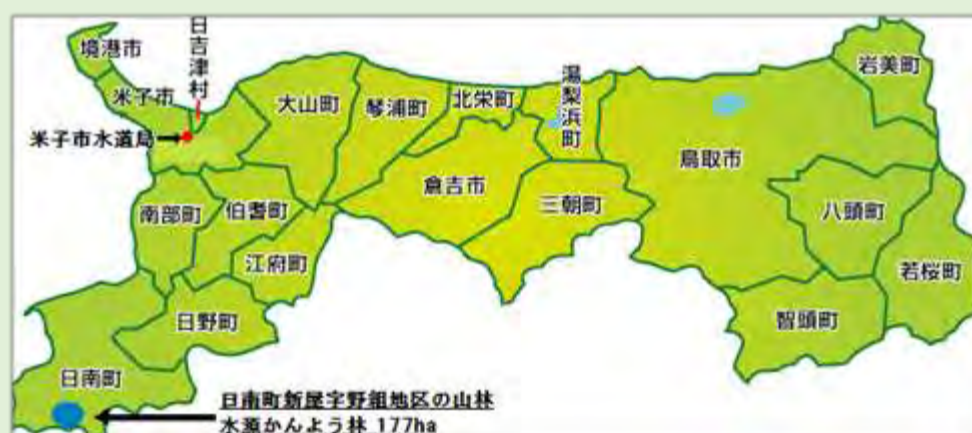 境港市
日吉津村
米子市
米子市水道局
大山町
琴浦町
北栄町
湯梨浜町
岩美町
鳥取市
倉吉市
三朝町
八頭町
若桜町
智頭町
南部町
伯耆町
江府町
日野町
日南町
日南町新屋字野組地区の山林
水源かんよう林 177ha